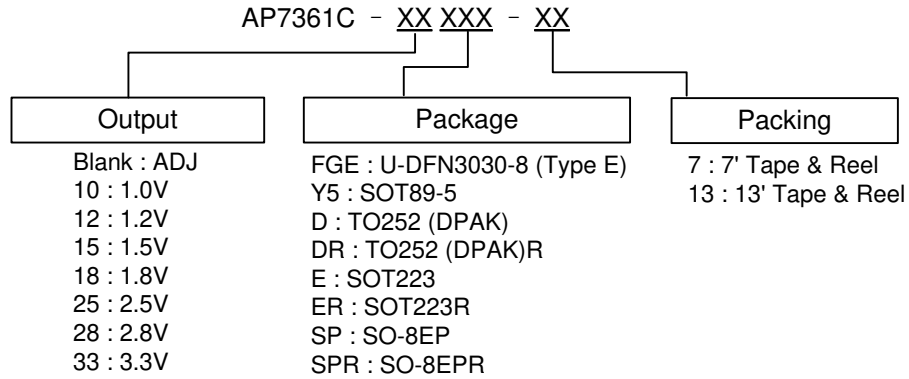 AP7361C - XX XXX - XX
Output
Package
Packing
Blank : ADJ
10 : 1.0V
12 : 1.2V
15 : 1.5V
18 : 1.8V
25 : 2.5V
28 : 2.8V
33 : 3.3V
FGE : U-DFN3030-8 (Type E)
Y5 : SOT89-5
D : TO252 (DPAK)
DR : TO252 (DPAK)R
E : SOT223
ER : SOT223R
SP : SO-8EP
SPR : SO-8EPR
7 : 7' Tape & Reel
13 : 13' Tape & Reel